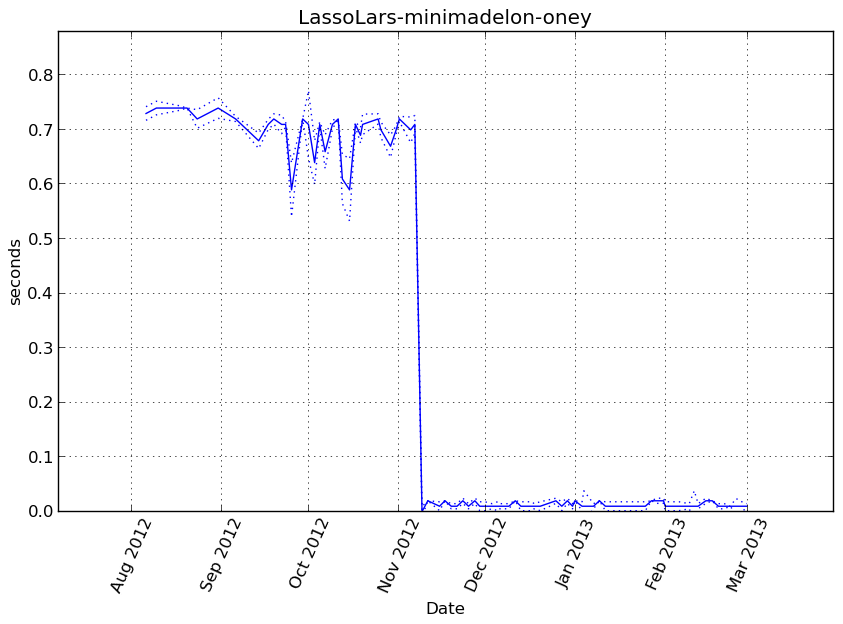 LassoLars-minimadelon-oney
0.8
0.7
0.6
0.5
0.4
0.3
0.2
0.1
0.0
seconds
Aug 2012
Sep 2012
Oct 2012
Nov 2012
Dec 2012
Jan 2013
Feb 2013
Mar 2013
Date